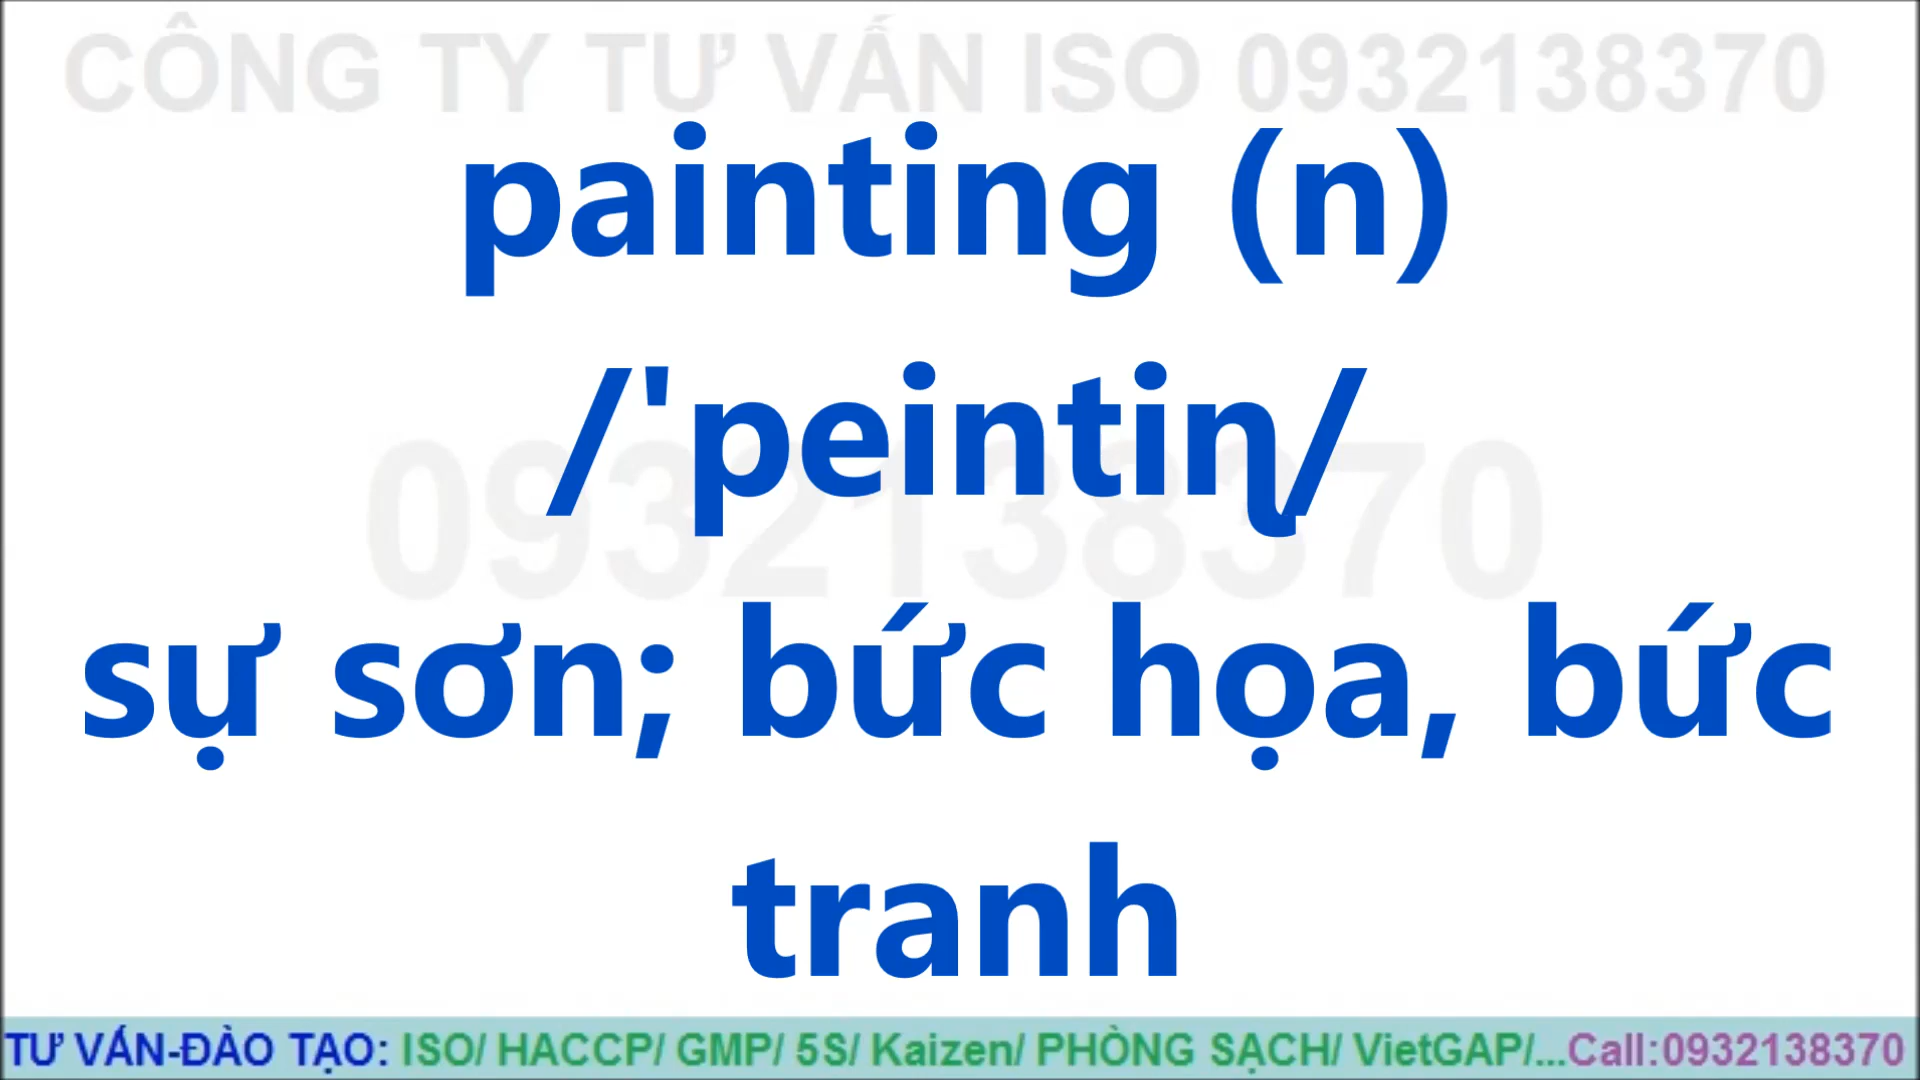 CÔNG TY TƯ VẤN ISO 0932138370
painting (n)
/'peintiɳ/
0932138370
sự sơn; bức họa, bức
tranh
TƯ VẤN-ĐÀO TẠO: ISO/ HACCP/ GMP/ 5S/ Kaizen/ PHÒNG SẠCH/ VietGAP/...Call:0932138370